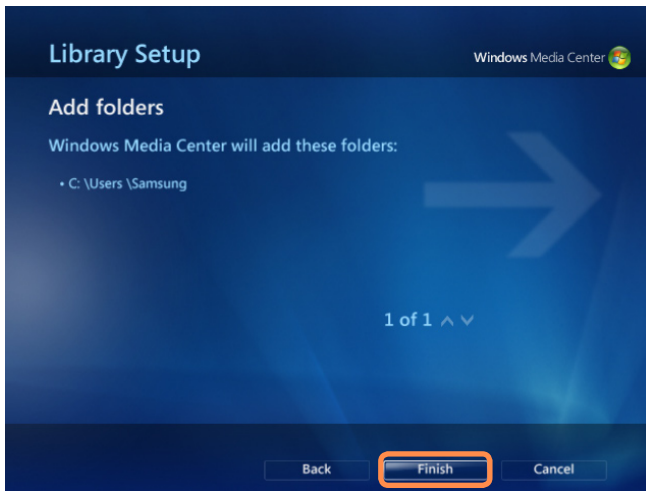 Library Setup
Windows Media Center
Add folders
Windows Media Center will add these folders:
• C: \Users \Samsung
1 of 1
Back Finish Cancel